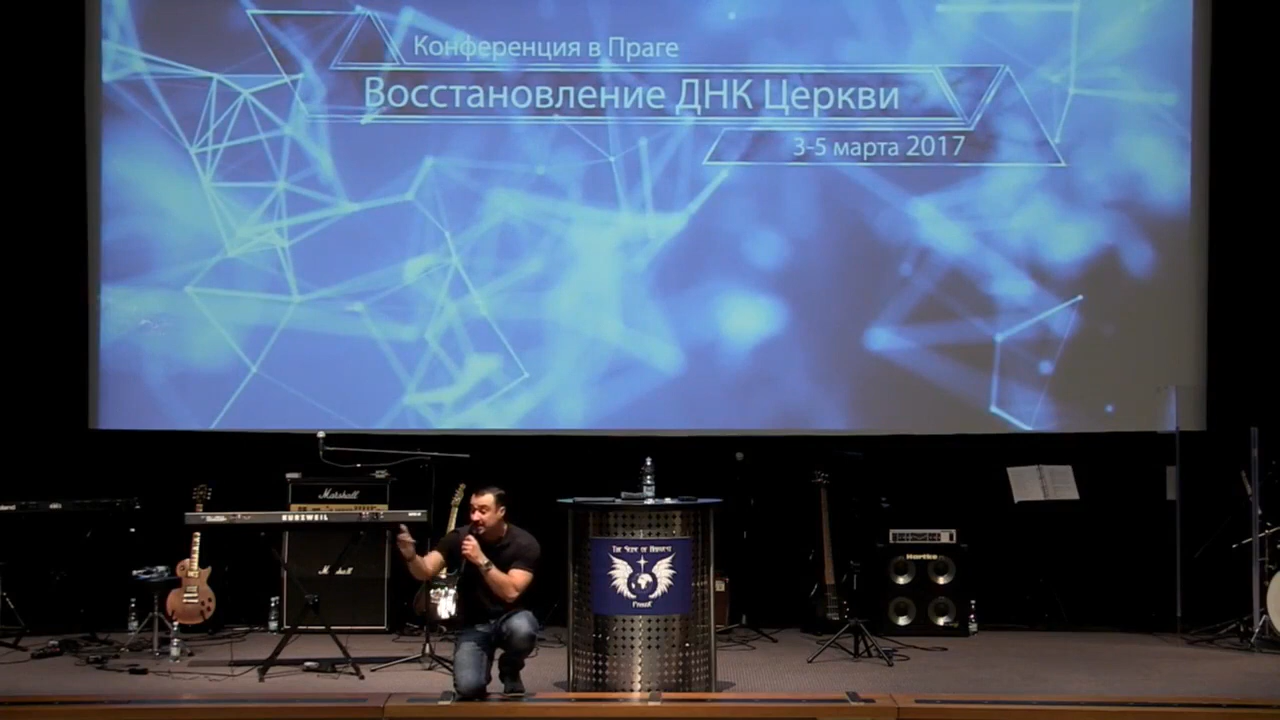 Конференция в Праге
Восстановление ДНК Церкви
3-5 марта 2017
Marshall
KURZWEIL
Marshall
Hartke